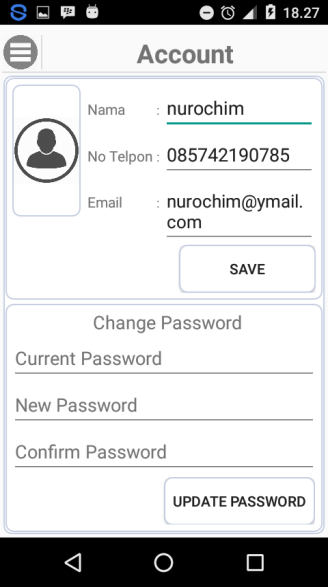 18.27
Account
Nama : nurochim
No Telpon : 085742190785
Email : nurochim@ymail.
com
SAVE
Change Password
Current Password
New Password
Confirm Password
UPDATE PASSWORD